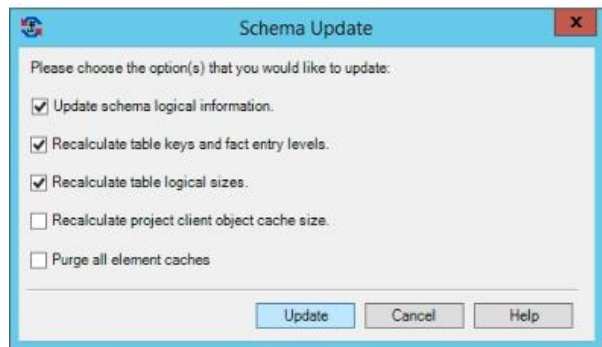 Schema Update
x
Please choose the option(s) that you would like to update:
Update schema logical information.
Recalculate table keys and fact entry levels.
Recalculate table logical sizes.
Recalculate project client object cache size.
Purge all element caches
Update Cancel Help